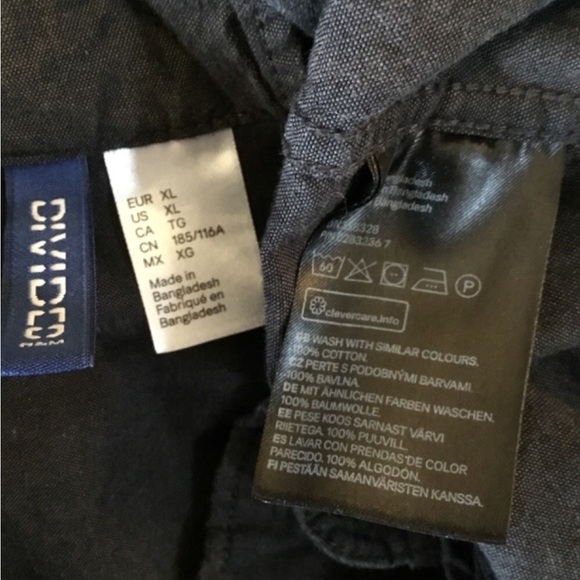 DIVIDED
EUR XL
US XL
CA TG
CN 185/116A
MX XG
Made in
Bangladesh
Fabriqué en
Bangladesh
Bangladesh
Bangladesh
Bangladesh
60
P
clevercare.info
GB WASH WITH SIMILAR COLOURS.
100% COTTON.
CZ PERTE S PODOBNÝMI BARVAMI.
100% BAVLNA.
DE MIT ÄHNLICHEN FARBEN WASCHEN.
100% BAUMWOLLE.
EE PESE KOOS SARNAST VÄRVI
RIIETEGA. 100% PUUVILL.
ES LAVAR CON PRENDAS DE COLOR
PARECIDO. 100% ALGODÓN.
FI PESTÄÄN SAMANVÄRISTEN KANSSA.